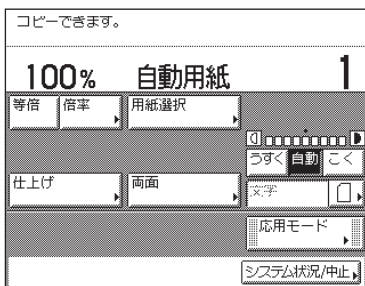 コピーできます。
100% 自動用紙 1
等倍 倍率 用紙選択
うすく 自動 こく
仕上げ 両面 文字
応用モード
システム状況/中止